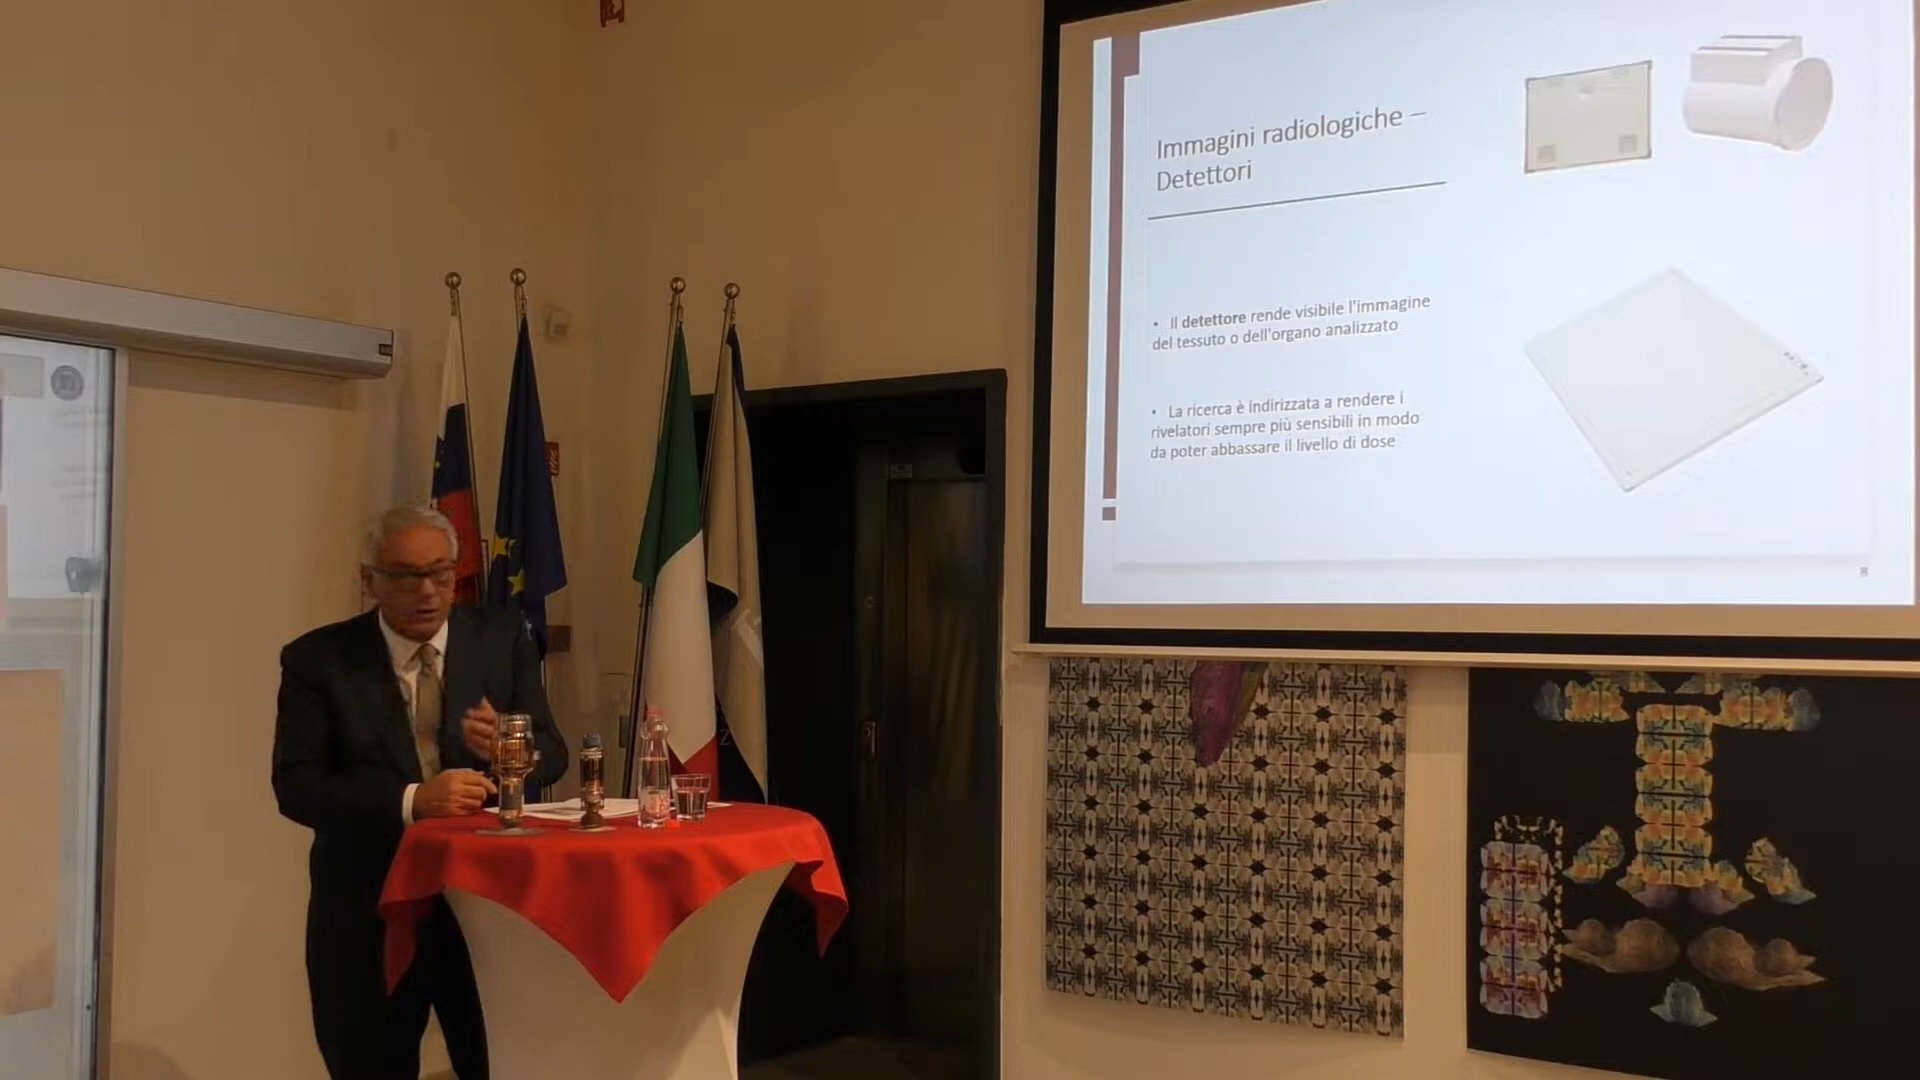 Immagini radiologiche –
Detettori
• Il detettore rende visibile l'immagine
del tessuto o dell'organo analizzato
• La ricerca è indirizzata a rendere i
rivelatori sempre più sensibili in modo
da poter abbassare il livello di dose